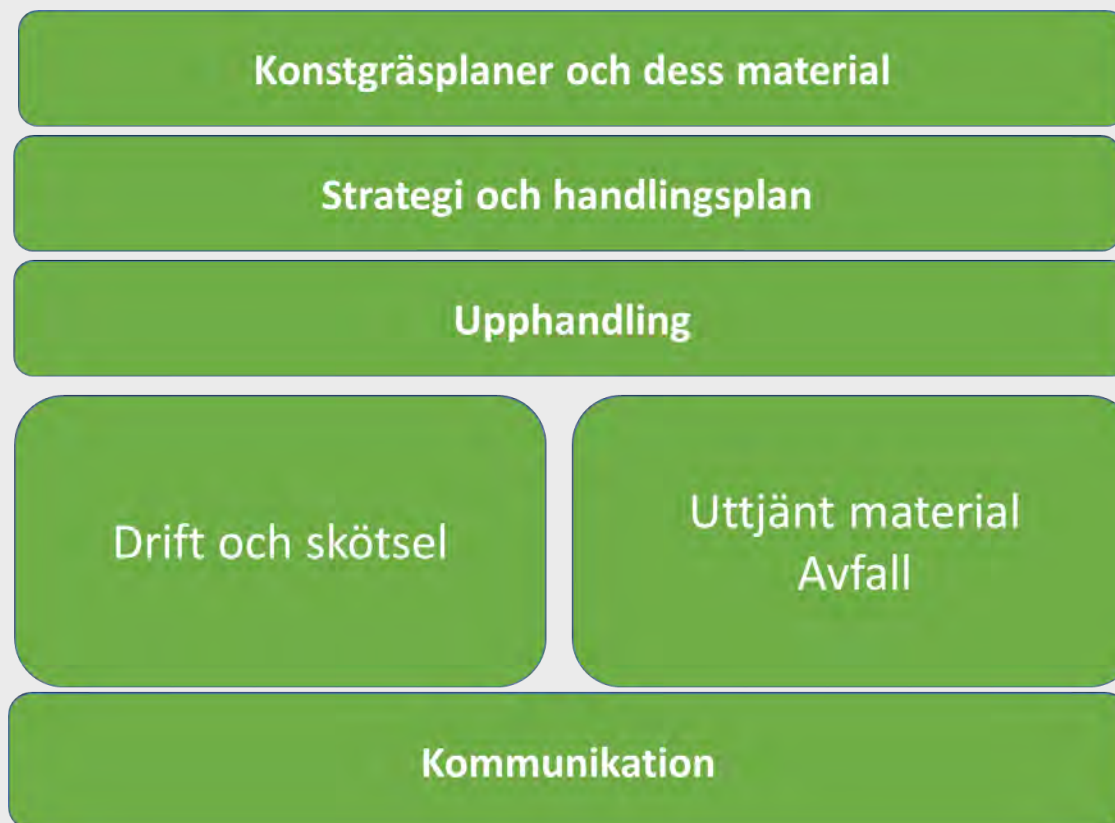 Konstgräsplaner och dess material
Strategi och handlingsplan
Upphandling
Drift och skötsel
Uttjänt material
Avfall
Kommunikation